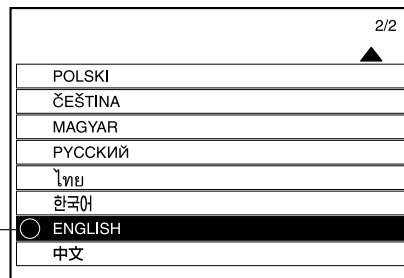 2/2
POLSKI
ČEŠTINA
MAGYAR
РУССКИЙ
ไทย
한국어
ENGLISH
中文